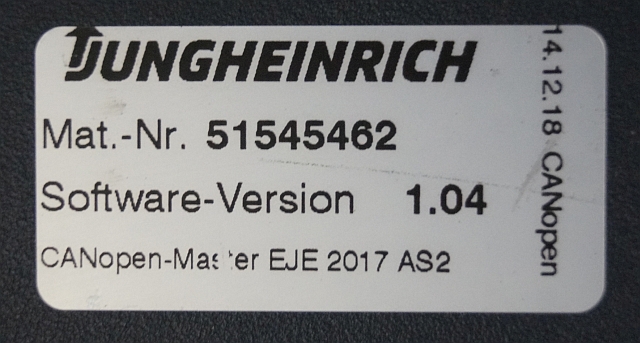 JUNGHEINRICH
Mat.-Nr. 51545462
Software-Version 1.04
CANopen-Master EJE 2017 AS2
14.12.18 CANopen